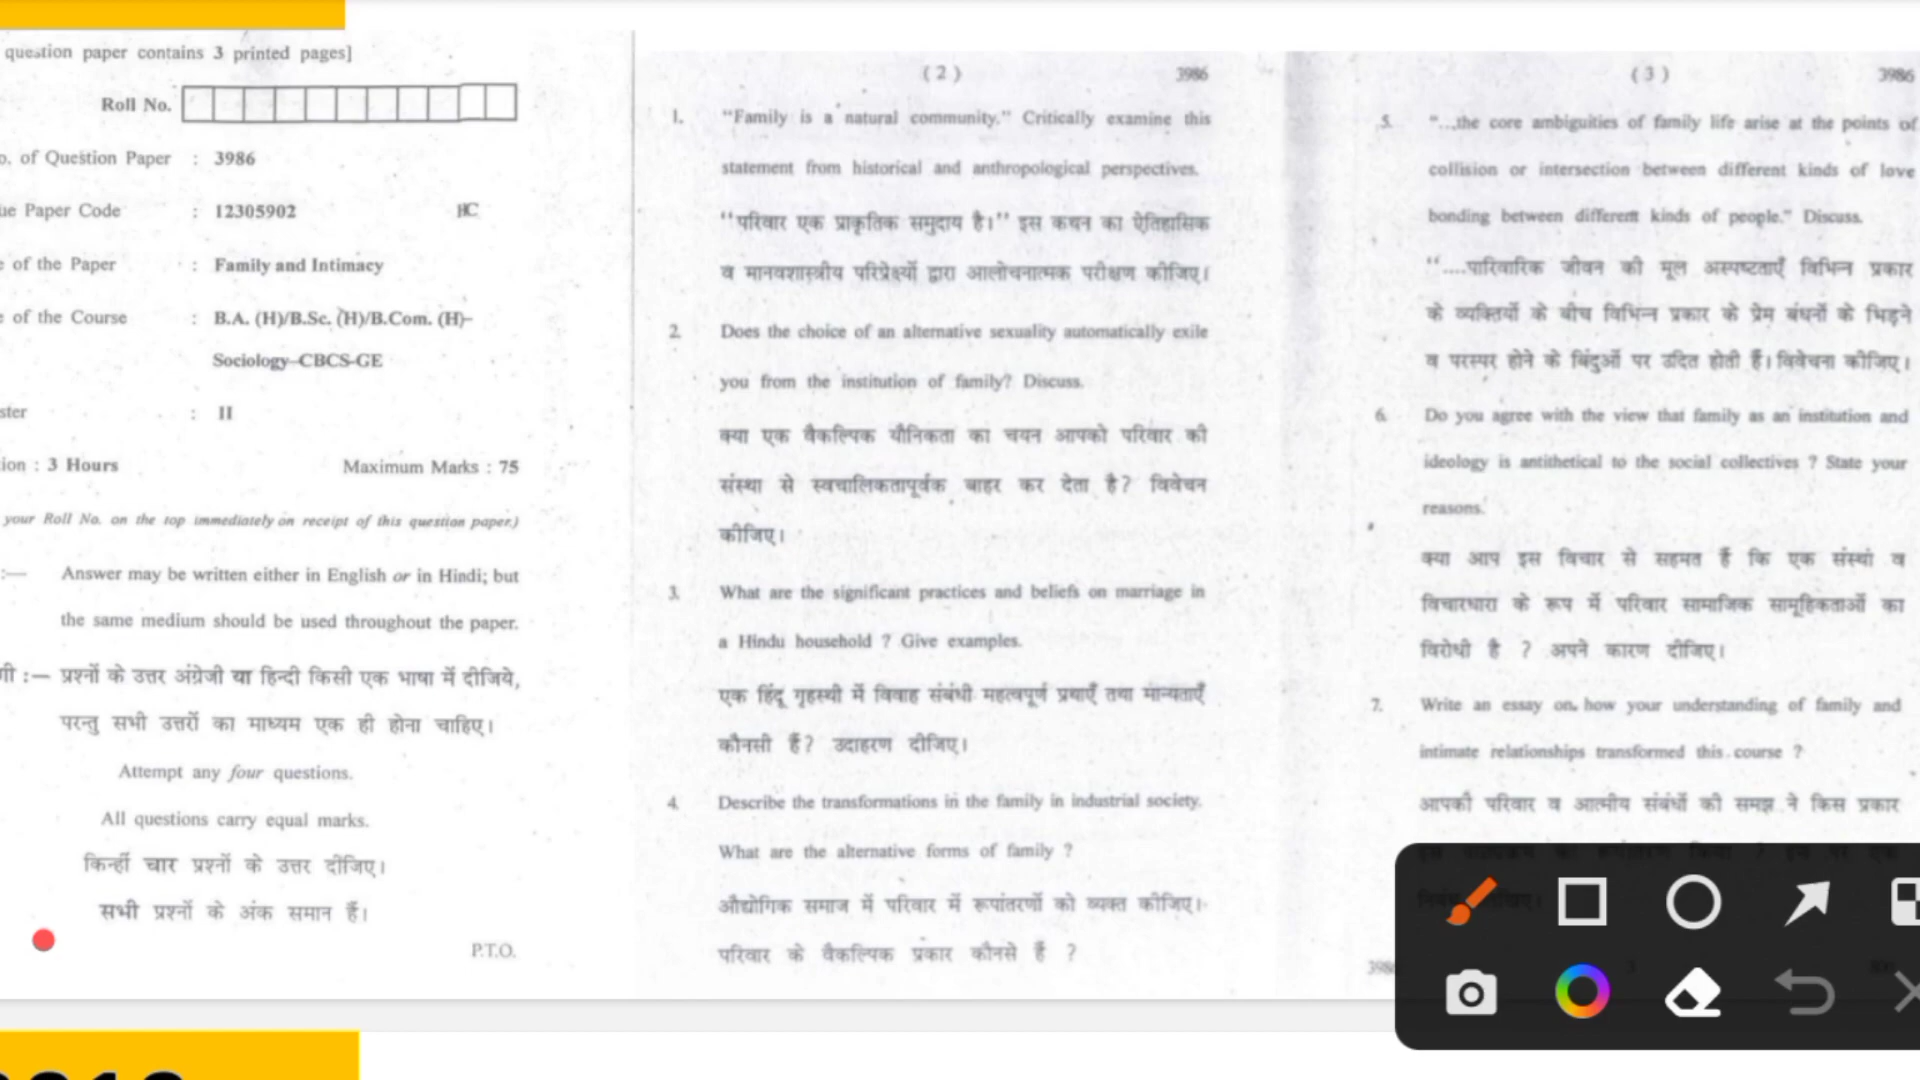 question paper contains 3 printed pages]
Roll No.
of Question Paper : 3986
Paper Code : 12305902 HC
of the Paper : Family and Intimacy
of the Course : B.A. (H)/B.Sc. (H)/B.Com. (H)–
Sociology–CBCS-GE
: II
: 3 Hours Maximum Marks : 75
your Roll No. on the top immediately on receipt of this question paper.)
:— Answer may be written either in English or in Hindi; but
the same medium should be used throughout the paper.
:— प्रश्नों के उत्तर अंग्रेजी या हिन्दी किसी एक भाषा में दीजिये,
परन्तु सभी उत्तरों का माध्यम एक ही होना चाहिए।
Attempt any four questions.
All questions carry equal marks.
किन्हीं चार प्रश्नों के उत्तर दीजिए।
सभी प्रश्नों के अंक समान हैं।
P.T.O.
( 2 ) 3986
1. “Family is a natural community.” Critically examine this
statement from historical and anthropological perspectives.
“परिवार एक प्राकृतिक समुदाय है।” इस कथन का ऐतिहासिक
व मानवशास्त्रीय परिप्रेक्ष्यों द्वारा आलोचनात्मक परीक्षण कीजिए।
2. Does the choice of an alternative sexuality automatically exile
you from the institution of family? Discuss.
क्या एक वैकल्पिक यौनिकता का चयन आपको परिवार की
संस्था से स्वचालिकतापूर्वक बाहर कर देता है? विवेचन
कीजिए।
3. What are the significant practices and beliefs on marriage in
a Hindu household ? Give examples.
एक हिंदू गृहस्थी में विवाह संबंधी महत्वपूर्ण प्रथाएँ तथा मान्यताएँ
कौनसी हैं? उदाहरण दीजिए।
4. Describe the transformations in the family in industrial society.
What are the alternative forms of family ?
औद्योगिक समाज में परिवार में रूपांतरणों को व्यक्त कीजिए।
परिवार के वैकल्पिक प्रकार कौनसे हैं ?
( 3 ) 3986
5. “...the core ambiguities of family life arise at the points of
collision or intersection between different kinds of love
bonding between different kinds of people.” Discuss.
“....पारिवारिक जीवन की मूल अस्पष्टताएँ विभिन्न प्रकार
के व्यक्तियों के बीच विभिन्न प्रकार के प्रेम बंधनों के भिड़ने
व परस्पर होने के बिंदुओं पर उदित होती हैं। विवेचना कीजिए।
6. Do you agree with the view that family as an institution and
ideology is antithetical to the social collectives ? State your
reasons.
क्या आप इस विचार से सहमत हैं कि एक संस्था व
विचारधारा के रूप में परिवार सामाजिक सामूहिकताओं का
विरोधी है ? अपने कारण दीजिए।
7. Write an essay on how your understanding of family and
intimate relationships transformed this course ?
आपकी परिवार व आत्मीय संबंधों की समझ ने किस प्रकार